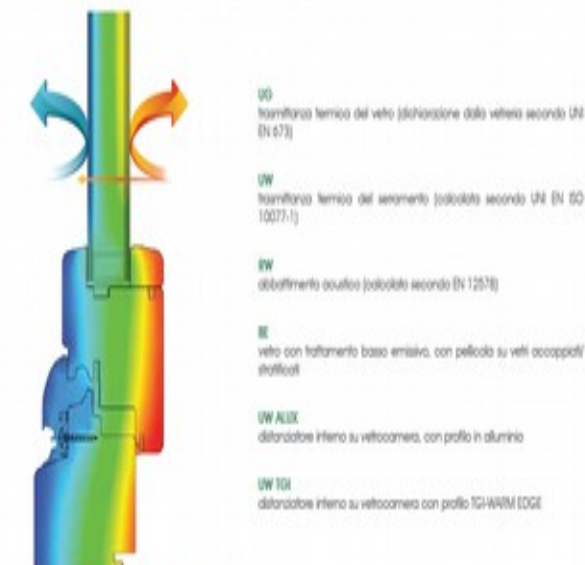 UG
trasmittanza termica del vetro (dichiarazione dalla vetreria secondo UNI
EN 673)
UW
trasmittanza termica del serramento (calcolata secondo UNI EN ISO
10077-1)
RW
abbattimento acustico (calcolato secondo EN 12578)
BE
vetro con trattamento basso emissivo, con pellicola su vetri accoppiati/
stratificati
UW ALUX
distanziatore interno su vetrocamera, con profilo in alluminio
UW TGI
distanziatore interno su vetrocamera con profilo TGI-WARM EDGE